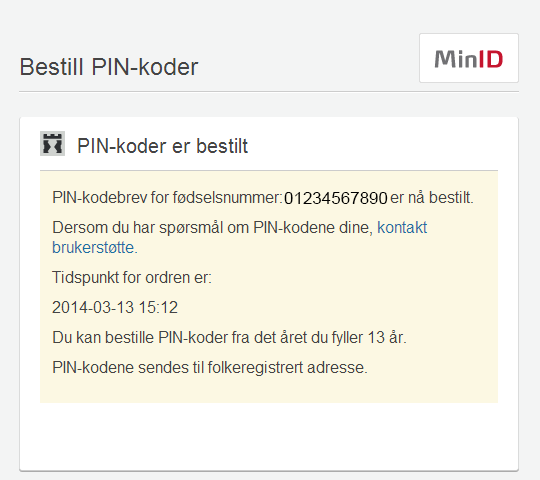 Bestill PIN-koder
MinID
PIN-koder er bestilt
PIN-kodebrev for fødselsnummer:01234567890 er nå bestilt.
Dersom du har spørsmål om PIN-kodene dine, kontakt
brukerstøtte.
Tidspunkt for ordren er:
2014-03-13 15:12
Du kan bestille PIN-koder fra det året du fyller 13 år.
PIN-kodene sendes til folkeregistrert adresse.